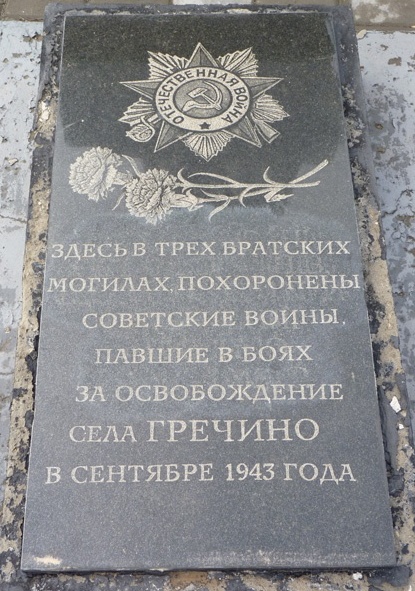 ОТЕЧЕСТВЕННАЯ ВОЙНА
ЗДЕСЬ В ТРЕХ БРАТСКИХ
МОГИЛАХ, ПОХОРОНЕНЫ
СОВЕТСКИЕ ВОИНЫ,
ПАВШИЕ В БОЯХ
ЗА ОСВОБОЖДЕНИЕ
СЕЛА ГРЕЧИНО
В СЕНТЯБРЕ 1943 ГОДА